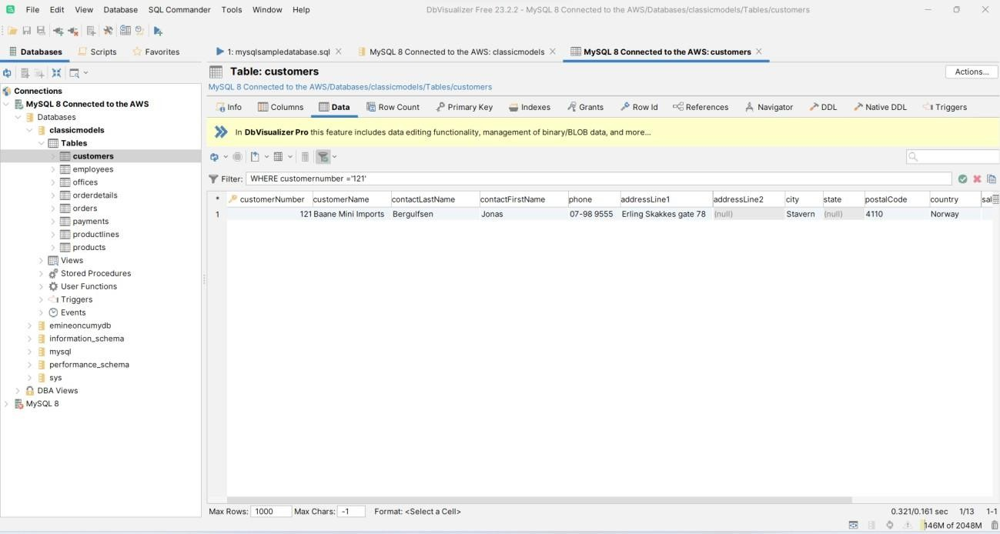 File Edit View Database SQL Commander Tools Window Help
DbVisualizer Free 23.2.2 - MySQL 8 Connected to the AWS/Databases/classicmodels/Tables/customers
Databases Scripts Favorites
1: mysqlsampledatabase.sql MySQL 8 Connected to the AWS: classicmodels MySQL 8 Connected to the AWS: customers
Connections
MySQL 8 Connected to the AWS
Databases
classicmodels
Tables
customers
employees
offices
orderdetails
orders
payments
productlines
products
Views
Stored Procedures
User Functions
Triggers
Events
emineoncumydb
information_schema
mysql
performance_schema
sys
DBA Views
MySQL 8
Table: customers
Actions...
MySQL 8 Connected to the AWS/Databases/classicmodels/Tables/customers
Info Columns Data Row Count Primary Key Indexes Grants Row Id References Navigator DDL Native DDL Triggers
In DbVisualizer Pro this feature includes data editing functionality, management of binary/BLOB data, and more...
Filter: WHERE customernumber ='121'
* customerNumber customerName contactLastName contactFirstName phone addressLine1 addressLine2 city state postalCode country sal
1 121 Baane Mini Imports Bergulfsen Jonas 07-98 9555 Erling Skakkes gate 78 (null) Stavern (null) 4110 Norway
Max Rows: 1000 Max Chars: -1 Format: <Select a Cell>
0.321/0.161 sec 1/13 1-1
146M of 2048M